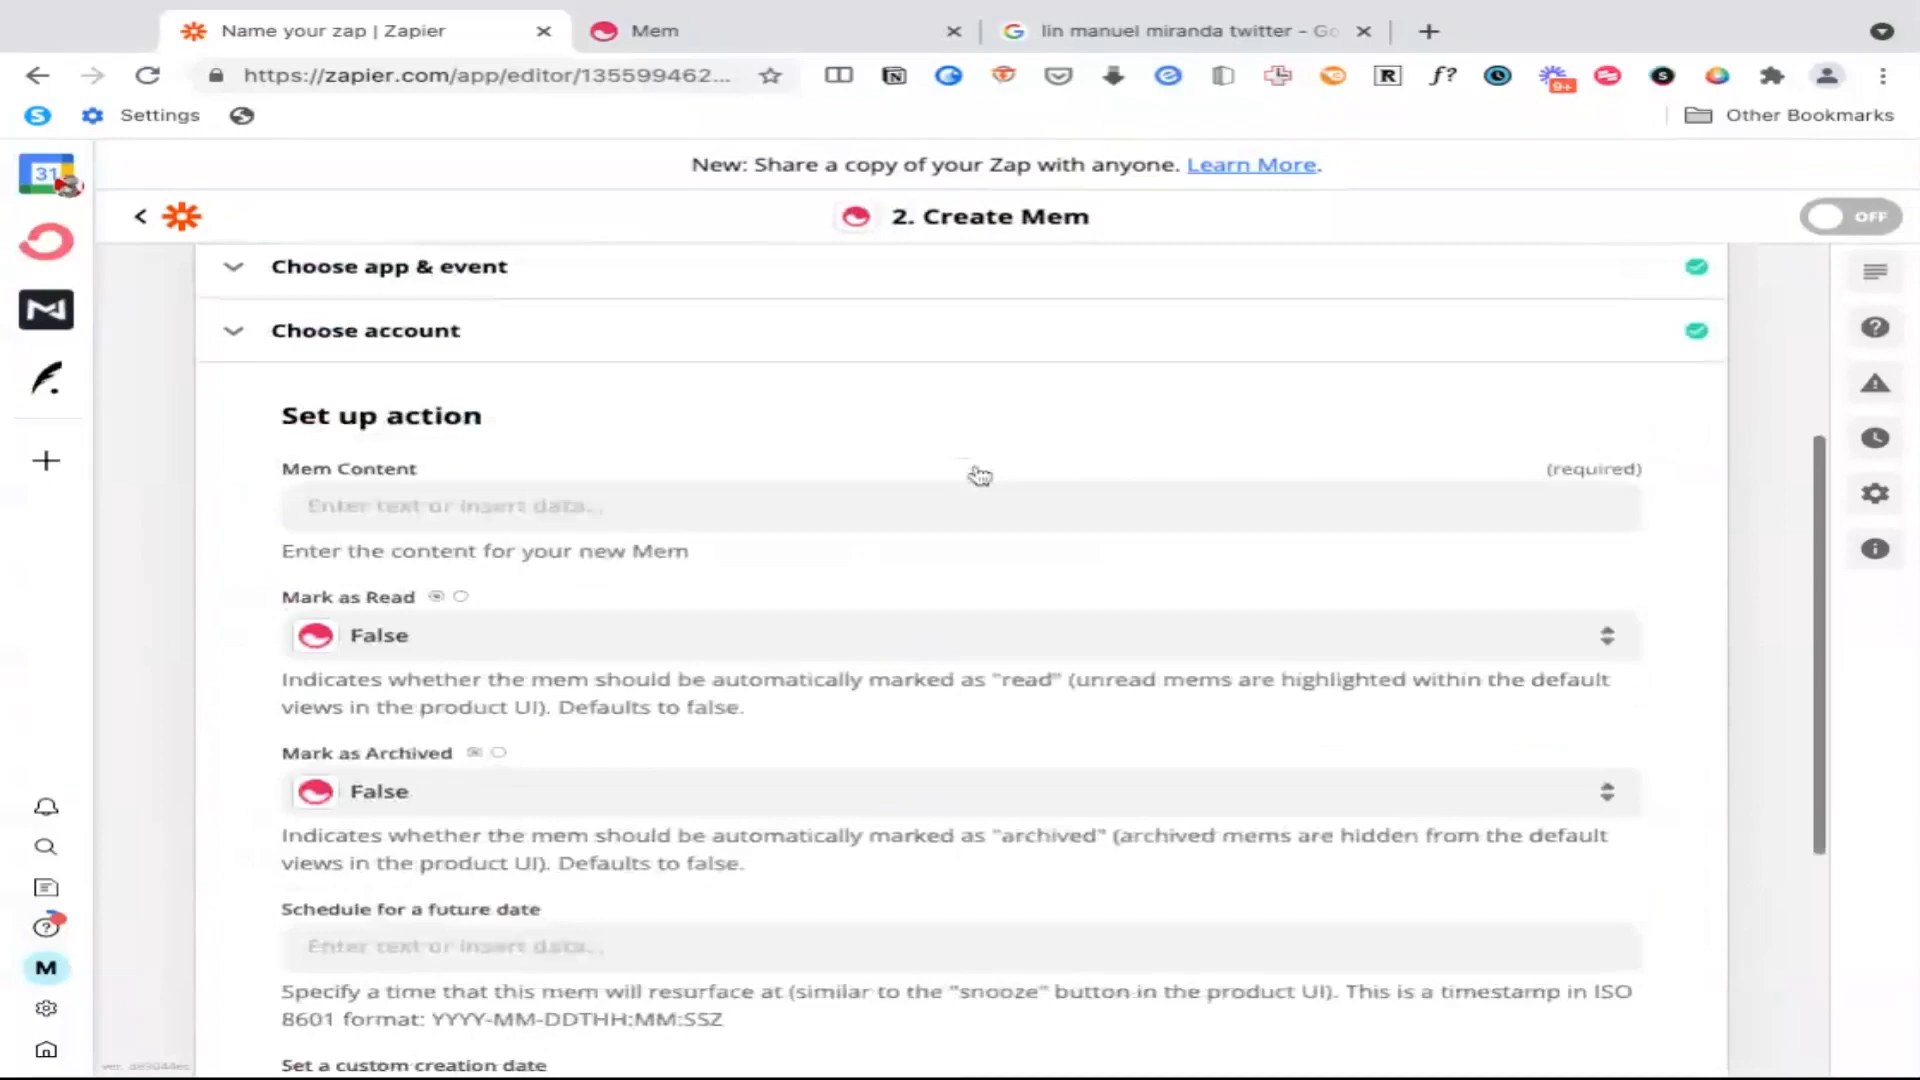 Name your zap | Zapier
Mem
lin manuel miranda twitter - Go
https://zapier.com/app/editor/135599462...
R
f?
S
9+
S
Settings
Other Bookmarks
31
New: Share a copy of your Zap with anyone. Learn More.
2. Create Mem
OFF
Choose app & event
Choose account
Set up action
Mem Content
(required)
Enter text or insert data...
Enter the content for your new Mem
Mark as Read
False
Indicates whether the mem should be automatically marked as "read" (unread mems are highlighted within the default
views in the product UI). Defaults to false.
Mark as Archived
False
Indicates whether the mem should be automatically marked as "archived" (archived mems are hidden from the default
views in the product UI). Defaults to false.
Schedule for a future date
Enter text or insert data...
Specify a time that this mem will resurface at (similar to the "snooze" button in the product UI). This is a timestamp in ISO
8601 format: YYYY-MM-DDTHH:MM:SSZ
Set a custom creation date
M